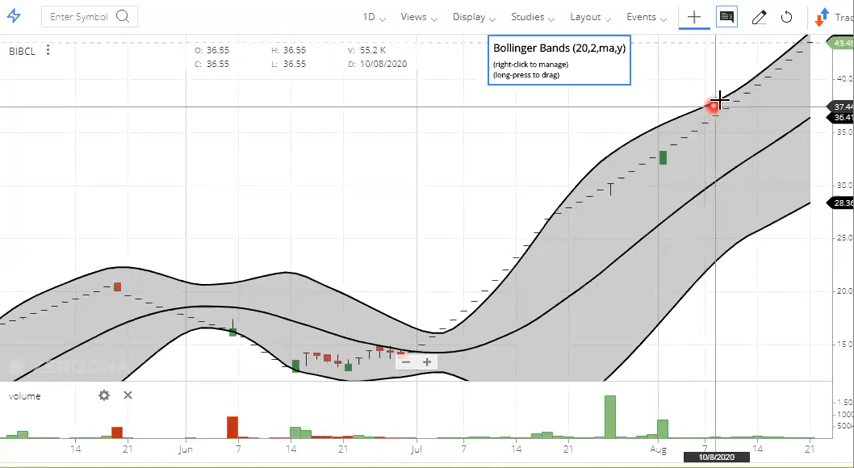 Enter Symbol 1D Views Display Studies Layout Events
BIBCL O: 36.55 H: 36.55 V: 55.2 K
C: 36.55 L: 36.55 D: 10/08/2020
Bollinger Bands (20,2,ma,y)
(right-click to manage)
(long-press to drag)
43.45
40.0
37.44
36.41
35.0
30.0
28.36
25.0
20.0
15.0
volume
1 50
1000
500
14 21 Jun 7 14 21 Jul 7 14 21 Aug 7 14 21
10/8/2020